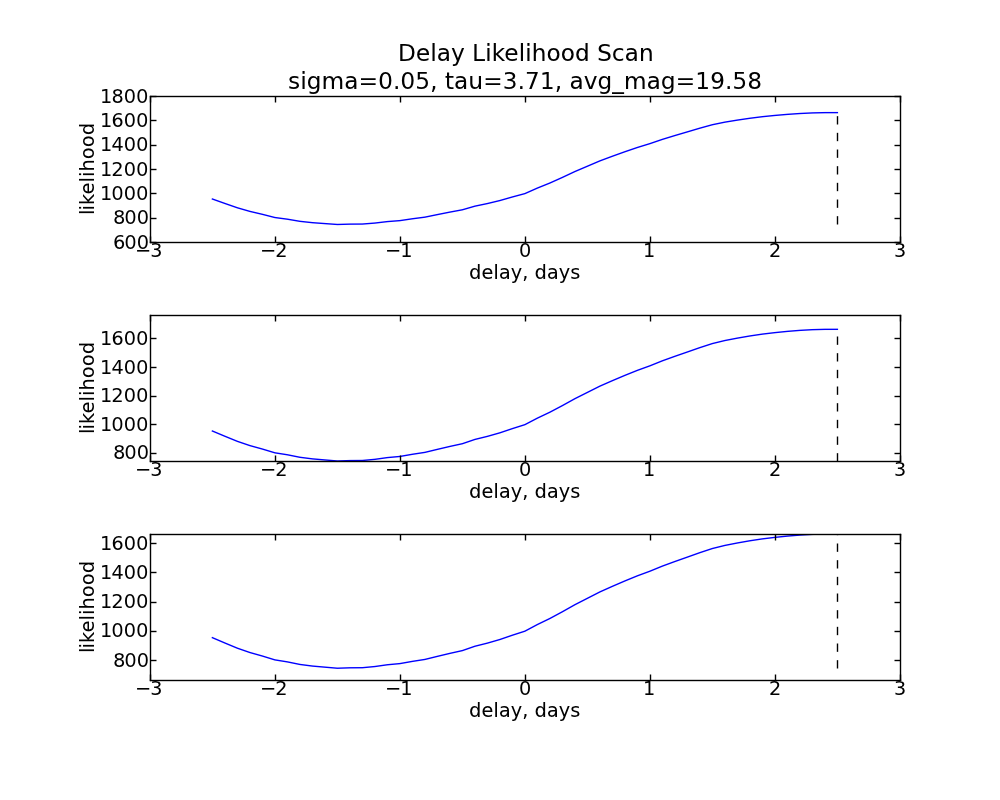 Delay Likelihood Scan
sigma=0.05, tau=3.71, avg_mag=19.58
1800
1600
1400
1200
1000
800
600
likelihood
−3 −2 −1 0 1 2 3
delay, days
1600
1400
1200
1000
800
likelihood
−3 −2 −1 0 1 2 3
delay, days
1600
1400
1200
1000
800
likelihood
−3 −2 −1 0 1 2 3
delay, days